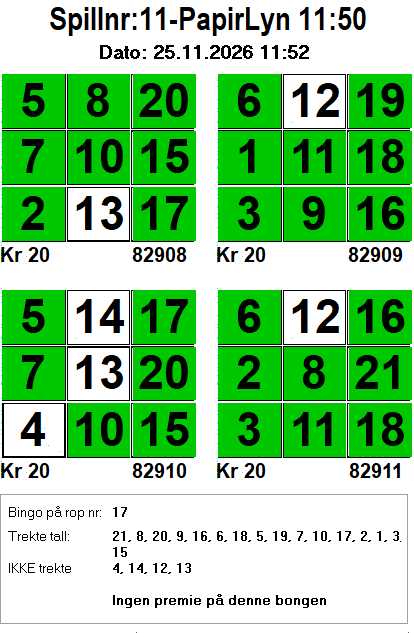 Spillnr:11-PapirLyn 11:50
Dato: 25.11.2026 11:52
5 8 20
7 10 15
2 13 17
Kr 20 82908
6 12 19
1 11 18
3 9 16
Kr 20 82909
5 14 17
7 13 20
4 10 15
Kr 20 82910
6 12 16
2 8 21
3 11 18
Kr 20 82911
Bingo på rop nr: 17
Trekte tall: 21, 8, 20, 9, 16, 6, 18, 5, 19, 7, 10, 17, 2, 1, 3,
15
IKKE trekte 4, 14, 12, 13
Ingen premie på denne bongen